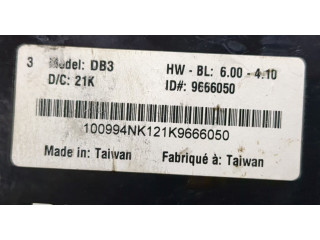 3 Model: DB3 HW - BL: 6.00 - 4.10
D/C: 21K ID#: 9666050
100994NK121K9666050
Made in: Taiwan Fabriqué à: Taiwan